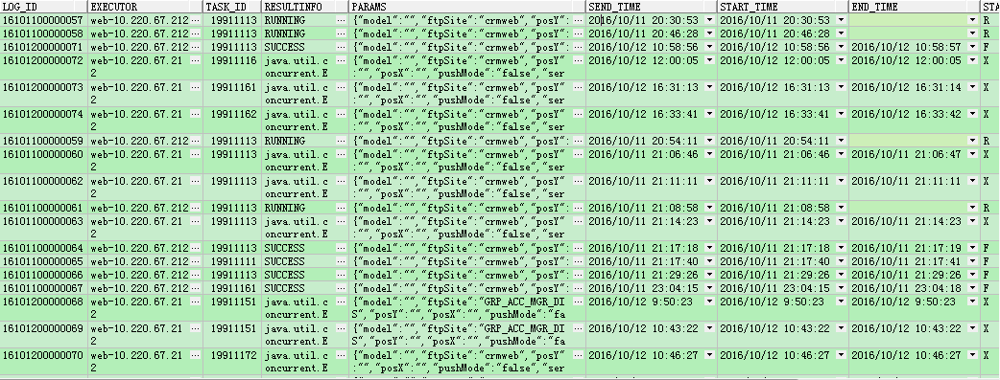 LOG_ID EXECUTOR TASK_ID RESULTINFO PARAMS SEND_TIME START_TIME END_TIME STA
16101100000057 web-10.220.67.212 ... 19911113 RUNNING ... {"model":"","ftpSite":"crmweb","posY": ... 2016/10/11 20:30:53 2016/10/11 20:30:53 R
16101100000058 web-10.220.67.212 ... 19911113 RUNNING ... {"model":"","ftpSite":"crmweb","posY": ... 2016/10/11 20:46:28 2016/10/11 20:46:28 R
16101200000071 web-10.220.67.212 ... 19911113 SUCCESS ... {"model":"","ftpSite":"crmweb","posY": ... 2016/10/12 10:58:56 2016/10/12 10:58:56 2016/10/12 10:58:57 F
16101200000072 web-10.220.67.21 ... 19911116 java.util.c ... {"model":"","ftpSite":"crmweb","posY" ... 2016/10/12 12:00:05 2016/10/12 12:00:05 2016/10/12 12:00:05 X
2 oncurrent.E :"","posX":"","pushMode":"false","ser
16101200000073 web-10.220.67.21 ... 19911161 java.util.c ... {"model":"","ftpSite":"crmweb","posY" ... 2016/10/12 16:31:13 2016/10/12 16:31:13 2016/10/12 16:31:14 X
2 oncurrent.E :"","posX":"","pushMode":"false","ser
16101200000074 web-10.220.67.21 ... 19911162 java.util.c ... {"model":"","ftpSite":"crmweb","posY" ... 2016/10/12 16:33:41 2016/10/12 16:33:41 2016/10/12 16:33:42 X
2 oncurrent.E :"","posX":"","pushMode":"false","ser
16101100000059 web-10.220.67.212 ... 19911113 RUNNING ... {"model":"","ftpSite":"crmweb","posY": ... 2016/10/11 20:54:11 2016/10/11 20:54:11 R
16101100000060 web-10.220.67.21 ... 19911113 java.util.c ... {"model":"","ftpSite":"crmweb","posY" ... 2016/10/11 21:06:46 2016/10/11 21:06:46 2016/10/11 21:06:47 X
2 oncurrent.E :"","posX":"","pushMode":"false","ser
16101100000062 web-10.220.67.21 ... 19911113 java.util.c ... {"model":"","ftpSite":"crmweb","posY" ... 2016/10/11 21:11:11 2016/10/11 21:11:11 2016/10/11 21:11:11 X
2 oncurrent.E :"","posX":"","pushMode":"false","ser
16101100000061 web-10.220.67.212 ... 19911113 RUNNING ... {"model":"","ftpSite":"crmweb","posY": ... 2016/10/11 21:08:58 2016/10/11 21:08:58 R
16101100000063 web-10.220.67.21 ... 19911113 java.util.c ... {"model":"","ftpSite":"crmweb","posY" ... 2016/10/11 21:14:23 2016/10/11 21:14:23 2016/10/11 21:14:23 X
2 oncurrent.E :"","posX":"","pushMode":"false","ser
16101100000064 web-10.220.67.212 ... 19911113 SUCCESS ... {"model":"","ftpSite":"crmweb","posY": ... 2016/10/11 21:17:18 2016/10/11 21:17:18 2016/10/11 21:17:19 F
16101100000065 web-10.220.67.212 ... 19911111 SUCCESS ... {"model":"","ftpSite":"crmweb","posY": ... 2016/10/11 21:17:40 2016/10/11 21:17:40 2016/10/11 21:17:41 F
16101100000066 web-10.220.67.212 ... 19911113 SUCCESS ... {"model":"","ftpSite":"crmweb","posY": ... 2016/10/11 21:29:26 2016/10/11 21:29:26 2016/10/11 21:29:26 F
16101100000067 web-10.220.67.212 ... 19911161 SUCCESS ... {"model":"","ftpSite":"crmweb","posY": ... 2016/10/11 23:04:15 2016/10/11 23:04:15 2016/10/11 23:04:18 F
16101200000068 web-10.220.67.21 ... 19911151 java.util.c ... {"model":"","ftpSite":"GRP_ACC_MGR_DI ... 2016/10/12 9:50:23 2016/10/12 9:50:23 2016/10/12 9:50:23 X
2 oncurrent.E S","posY":"","posX":"","pushMode":"fa
16101200000069 web-10.220.67.21 ... 19911151 java.util.c ... {"model":"","ftpSite":"GRP_ACC_MGR_DI ... 2016/10/12 10:43:22 2016/10/12 10:43:22 2016/10/12 10:43:22 X
2 oncurrent.E S","posY":"","posX":"","pushMode":"fa
16101200000070 web-10.220.67.21 ... 19911172 java.util.c ... {"model":"","ftpSite":"crmweb","posY" ... 2016/10/12 10:46:27 2016/10/12 10:46:27 2016/10/12 10:46:27 X
2 oncurrent.E :"","posX":"","pushMode":"false","ser